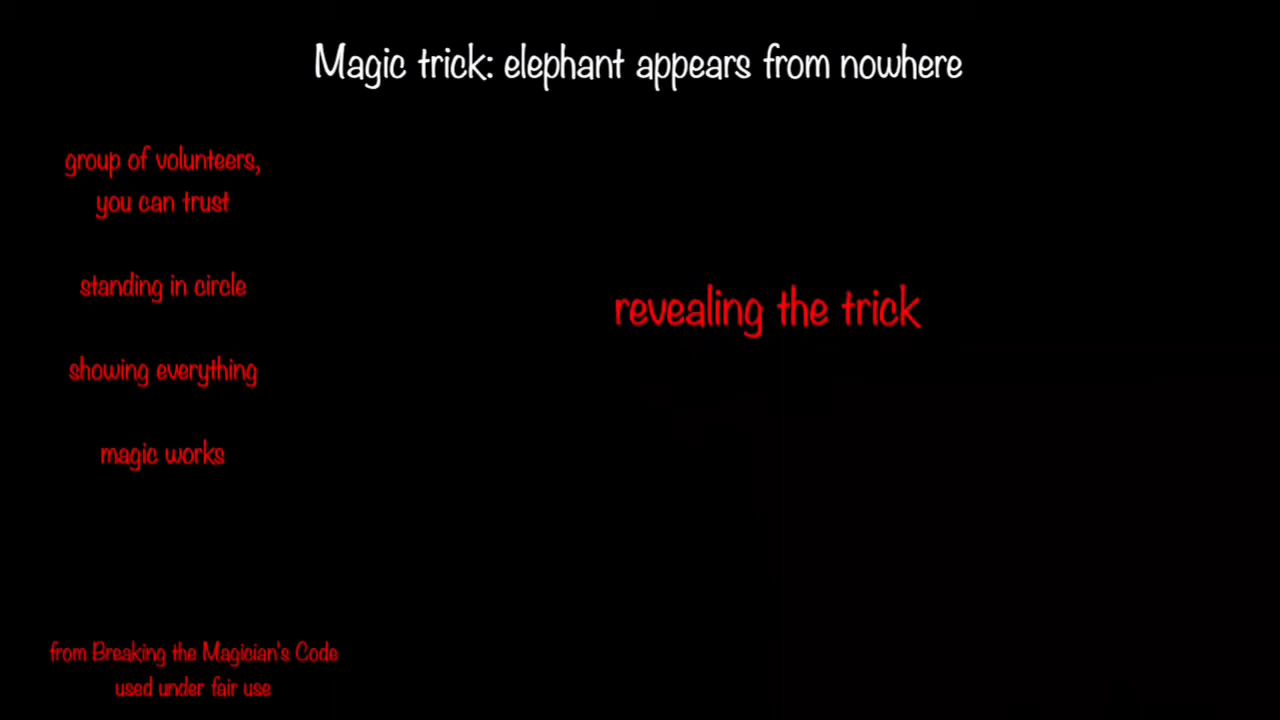 Magic trick: elephant appears from nowhere
group of volunteers,
you can trust
standing in circle
showing everything
magic works
revealing the trick
from Breaking the Magician's Code
used under fair use